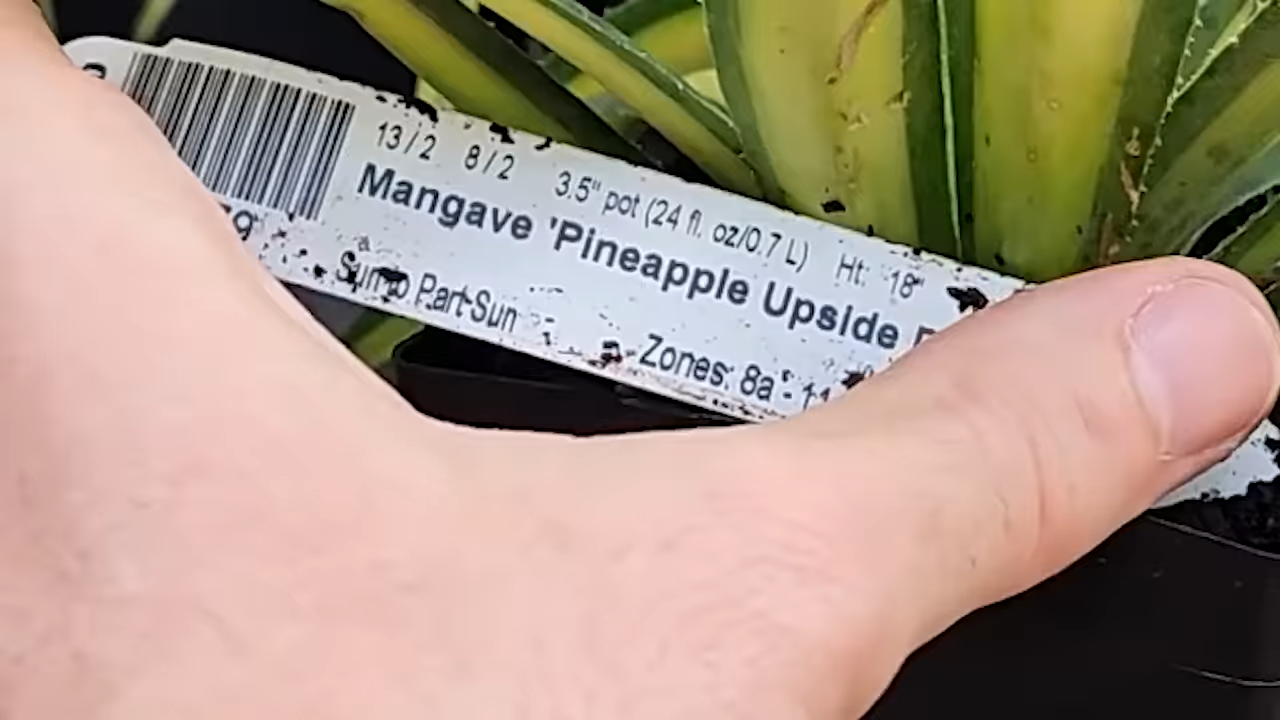 13/2 8/2 3.5" pot (24 fl. oz/0.7 L) Ht: 18"
Mangave 'Pineapple Upside
Sun to Part Sun Zones: 8a - 11